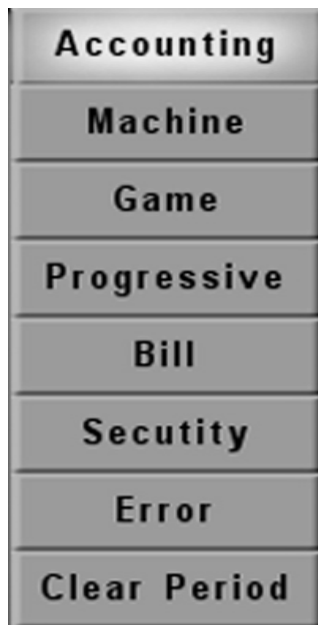 Accounting
Machine
Game
Progressive
Bill
Secutity
Error
Clear Period